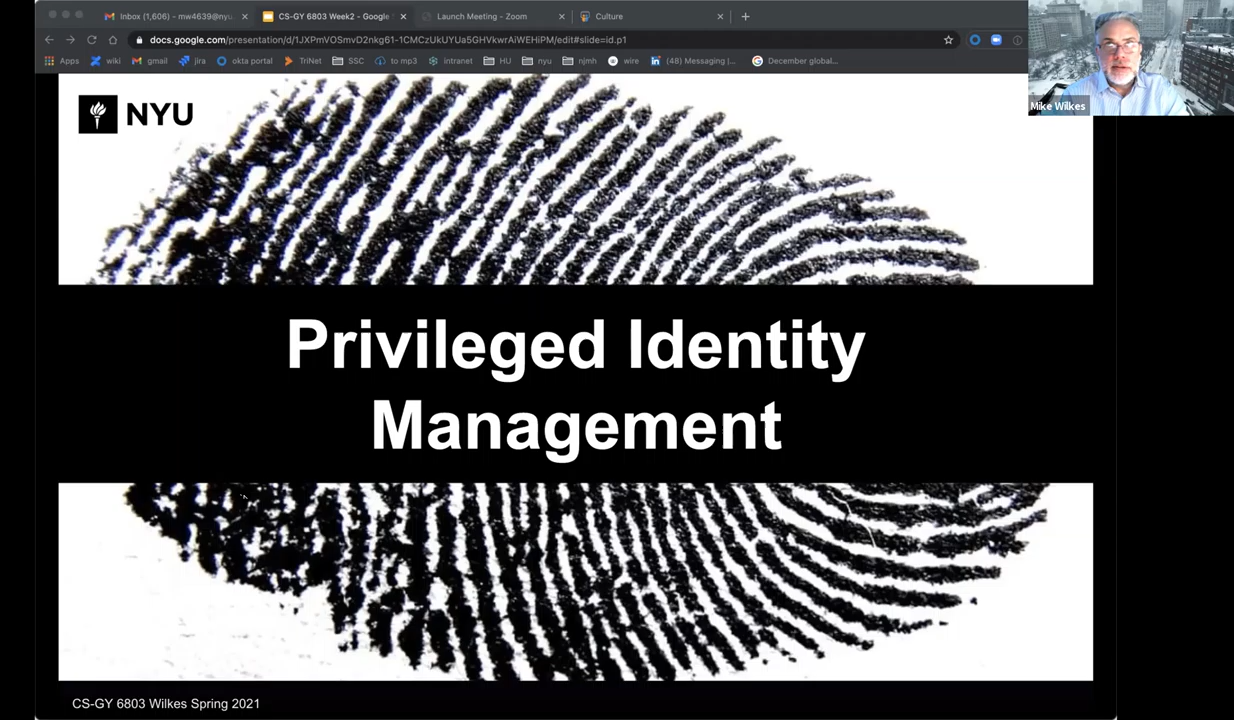 Inbox (1,606) - mw4639@nyu.
CS-GY 6803 Week2 - Google
Launch Meeting - Zoom
Culture
docs.google.com/presentation/d/1JXPmVOSmvD2nkg61-1CMCzUkUYUa5GHVkwrAiWEHiPM/edit#slide=id.p1
Apps wiki gmail jira okta portal TriNet SSC to mp3 intranet HU nyu njmh wire (48) Messaging |... December global...
Mike Wilkes
NYU
Privileged Identity
Management
CS-GY 6803 Wilkes Spring 2021